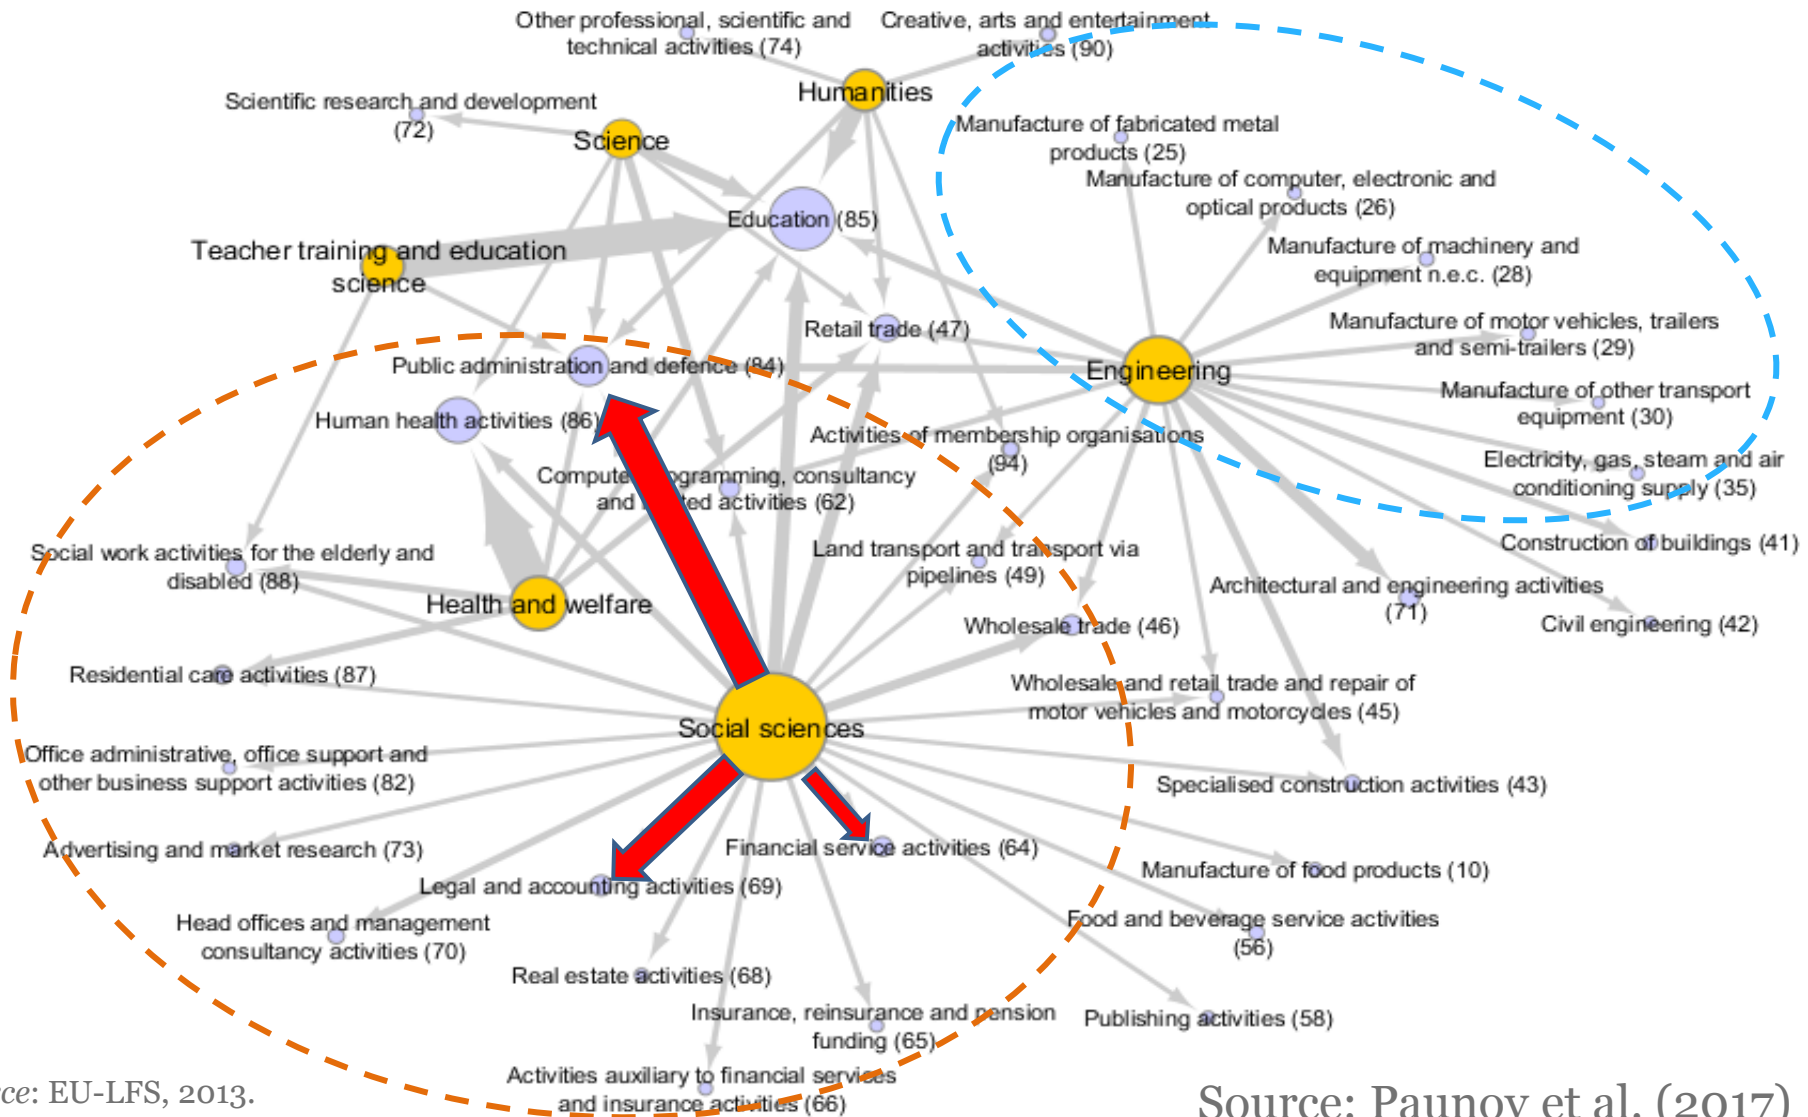 Other professional, scientific and
technical activities (74)
Creative, arts and entertainment
activities (90)
Humanities
Scientific research and development
(72)
Science
Manufacture of fabricated metal
products (25)
Manufacture of computer, electronic and
optical products (26)
Education (85)
Teacher training and education
science
Manufacture of machinery and
equipment n.e.c. (28)
Retail trade (47)
Manufacture of motor vehicles, trailers
and semi-trailers (29)
Public administration and defence (84)
Engineering
Manufacture of other transport
equipment (30)
Human health activities (86)
Activities of membership organisations
(94)
Computer programming, consultancy
and related activities (62)
Electricity, gas, steam and air
conditioning supply (35)
Construction of buildings (41)
Social work activities for the elderly and
disabled (88)
Land transport and transport via
pipelines (49)
Architectural and engineering activities
(71)
Health and welfare
Wholesale trade (46)
Civil engineering (42)
Residential care activities (87)
Wholesale and retail trade and repair of
motor vehicles and motorcycles (45)
Social sciences
Office administrative, office support and
other business support activities (82)
Specialised construction activities (43)
Advertising and market research (73)
Financial service activities (64)
Manufacture of food products (10)
Legal and accounting activities (69)
Head offices and management
consultancy activities (70)
Food and beverage service activities
(56)
Real estate activities (68)
Insurance, reinsurance and pension
funding (65)
Publishing activities (58)
Activities auxiliary to financial services
and insurance activities (66)
rce: EU-LFS, 2013.
Source: Paunov et al. (2017)